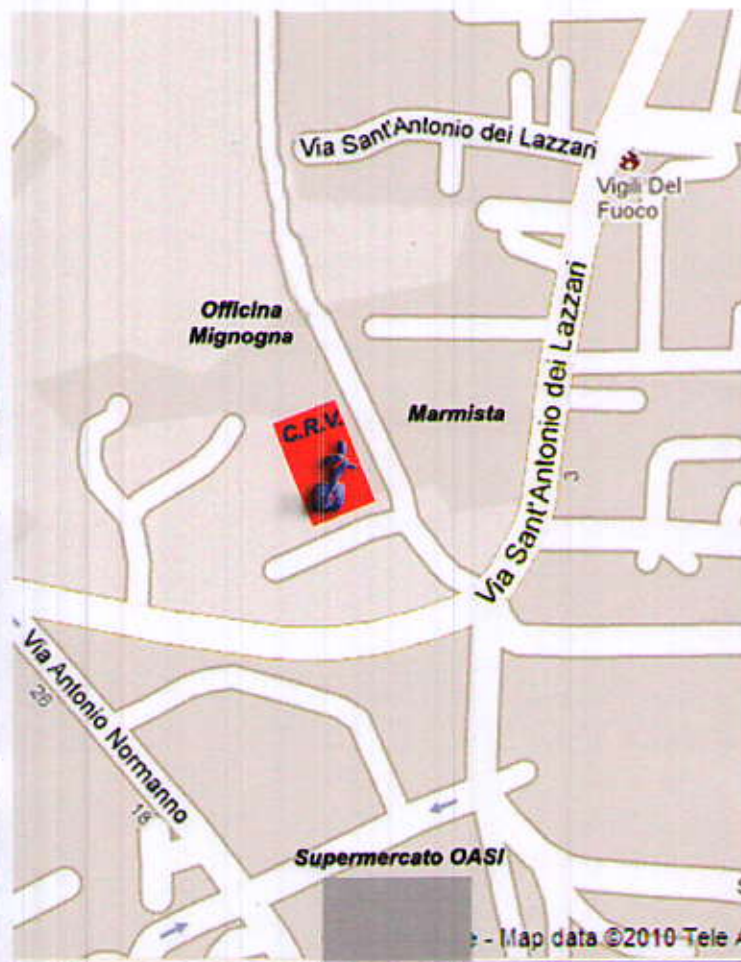 Via Sant'Antonio dei Lazzari
Vigili Del
Fuoco
Officina
Mignogna
C.R.V.
Marmista
Via Sant'Antonio dei Lazzari
3
Via Antonio Normanno
26
18
Supermercato OASI
- Map data ©2010 Tele A